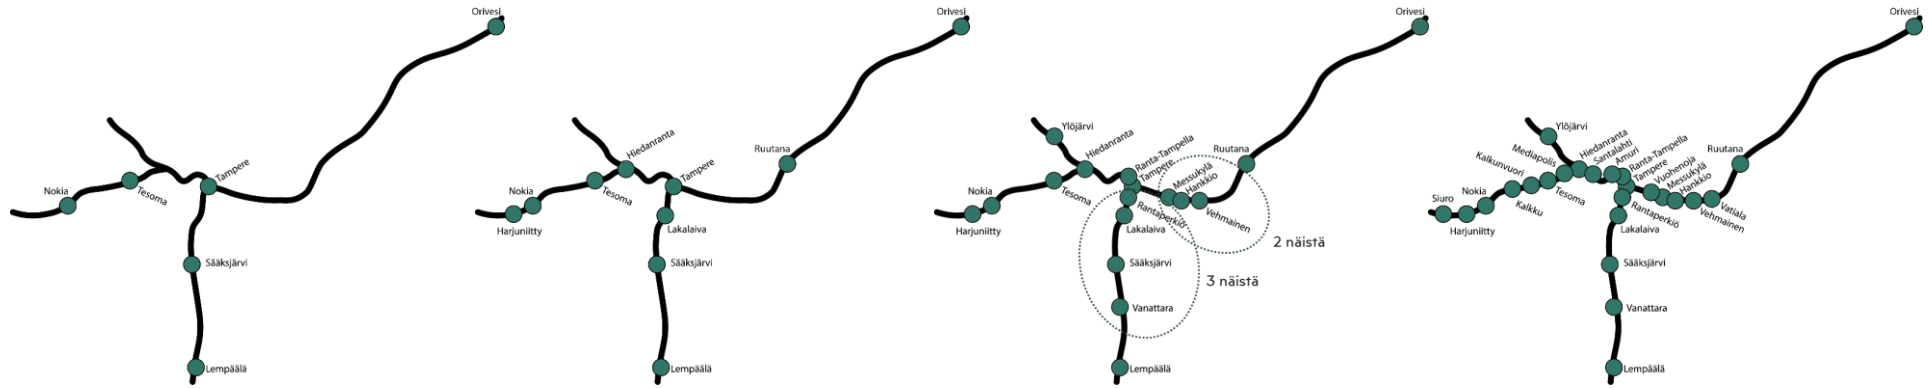 Orivesi
Tampere
Nokia
Tesoma
Sääksjärvi
Lempäälä
Orivesi
Hiedanranta
Ruutana
Tampere
Nokia
Tesoma
Harjuniitty
Lakalaiva
Sääksjärvi
Lempäälä
Orivesi
Ylöjärvi
Hiedanranta
Ranta-Tampella
Tampere
Ruutana
Messukylä
Hankkio
Nokia
Tesoma
Rantaperkiö
Vehmainen
Harjuniitty
Lakalaiva
2 näistä
Sääksjärvi
3 näistä
Vanattara
Lempäälä
Orivesi
Ylöjärvi
Hiedanranta
Santalahti
Amuri
Ranta-Tampella
Tampere
Vuohenoja
Messukylä
Hankkio
Ruutana
Mediapolis
Kalkunvuori
Tesoma
Nokia
Siuro
Kalkku
Rantaperkiö
Vehmainen
Vatiala
Harjuniitty
Lakalaiva
Sääksjärvi
Vanattara
Lempäälä